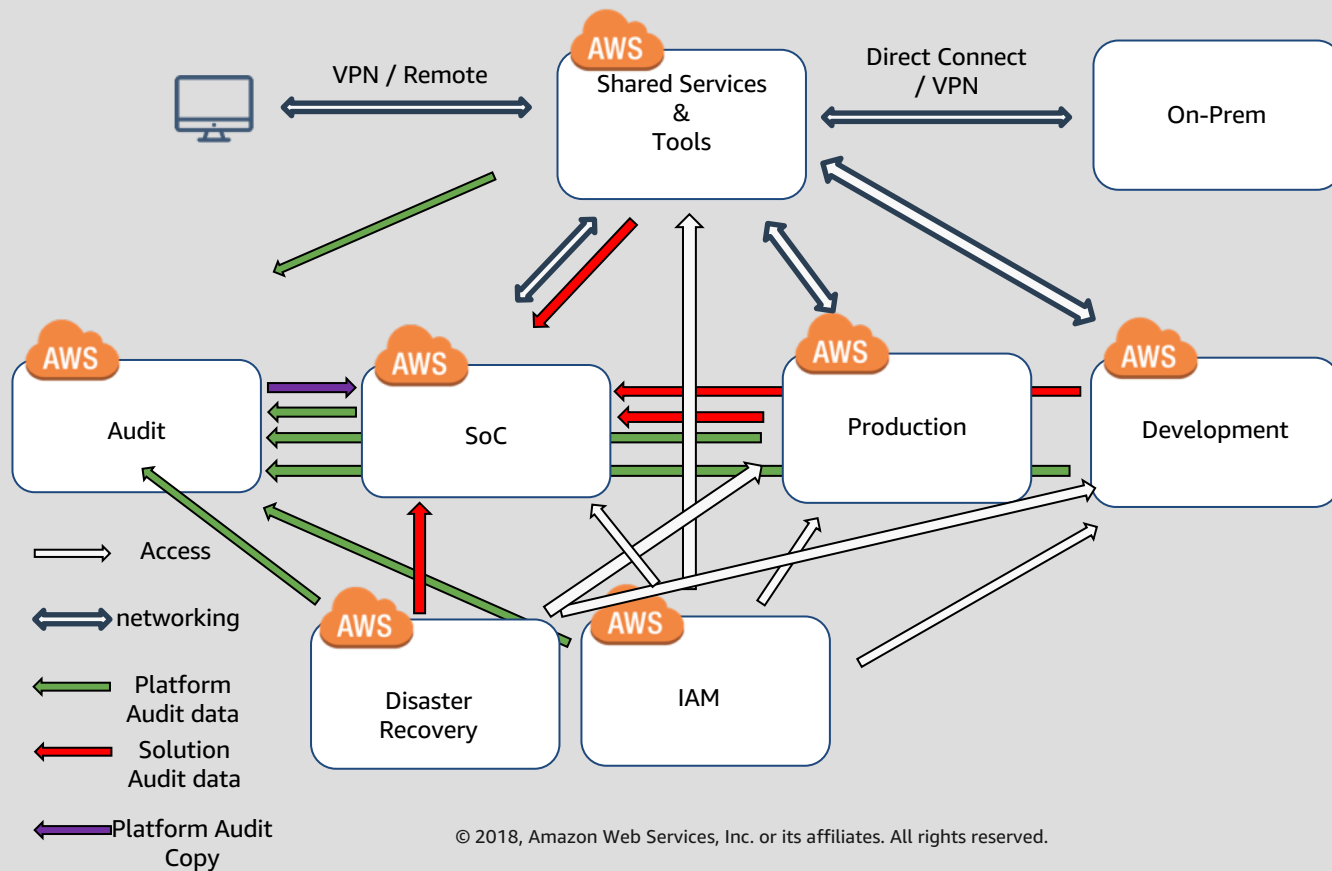 AWS
VPN / Remote
Shared Services
&
Tools
Direct Connect
/ VPN
On-Prem
AWS
Audit
AWS
SoC
AWS
Production
AWS
Development
Access
networking
Platform
Audit data
Solution
Audit data
Platform Audit
Copy
AWS
Disaster
Recovery
AWS
IAM
© 2018, Amazon Web Services, Inc. or its affiliates. All rights reserved.